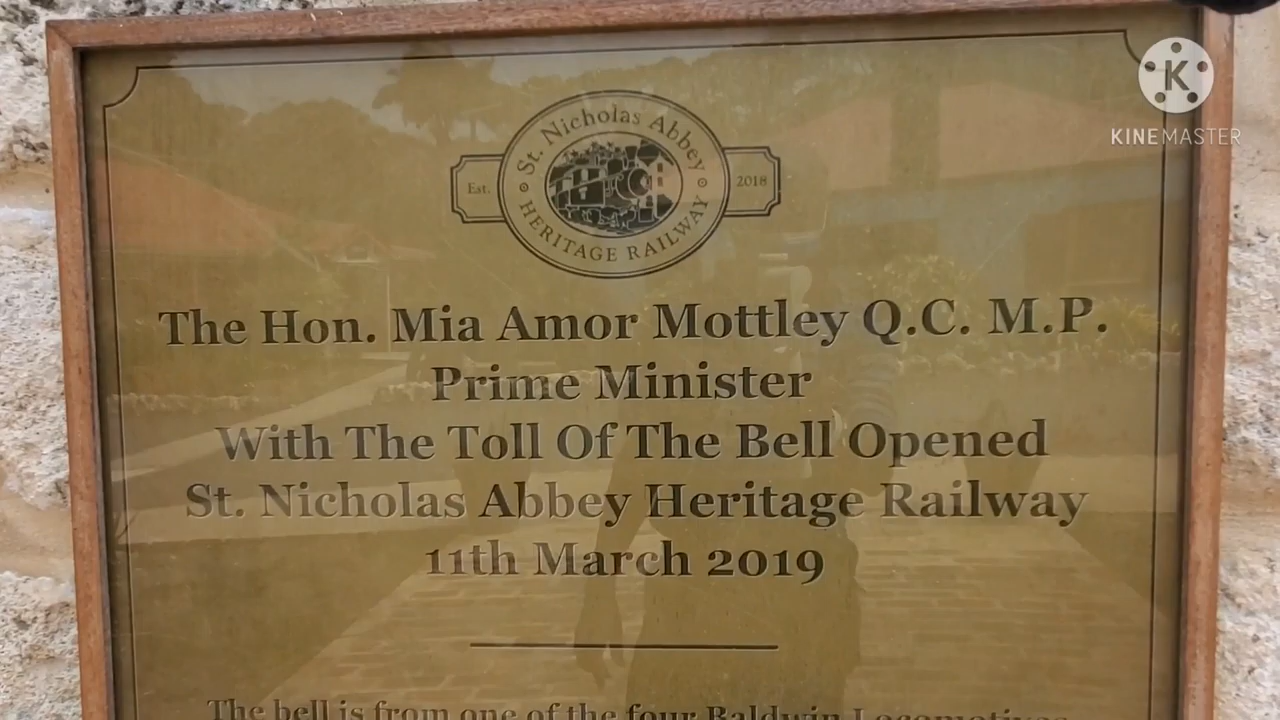 KINEMASTER
St. Nicholas Abbey
Est.
2018
HERITAGE RAILWAY
The Hon. Mia Amor Mottley Q.C. M.P.
Prime Minister
With The Toll Of The Bell Opened
St. Nicholas Abbey Heritage Railway
11th March 2019
The bell is from one of the four Baldwin Locomotives